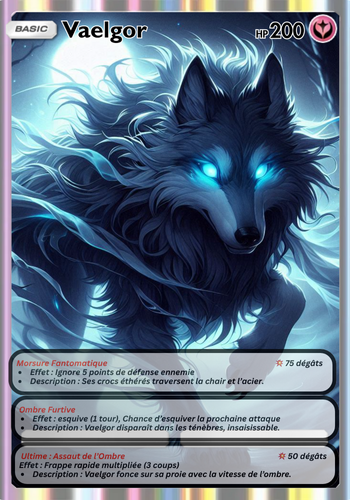 BASIC
Vaelgor
HP 200
Morsure Fantomatique
75 dégâts
• Effet : Ignore 5 points de défense ennemie
• Description : Ses crocs éthérés traversent la chair et l'acier.
Ombre Furtive
• Effet : esquive (1 tour), Chance d'esquiver la prochaine attaque
• Description : Vaelgor disparaît dans les ténèbres, insaisissable.
Ultime : Assaut de l'Ombre
50 dégâts
Effet : Frappe rapide multipliée (3 coups)
• Description : Vaelgor fonce sur sa proie avec la vitesse de l'ombre.